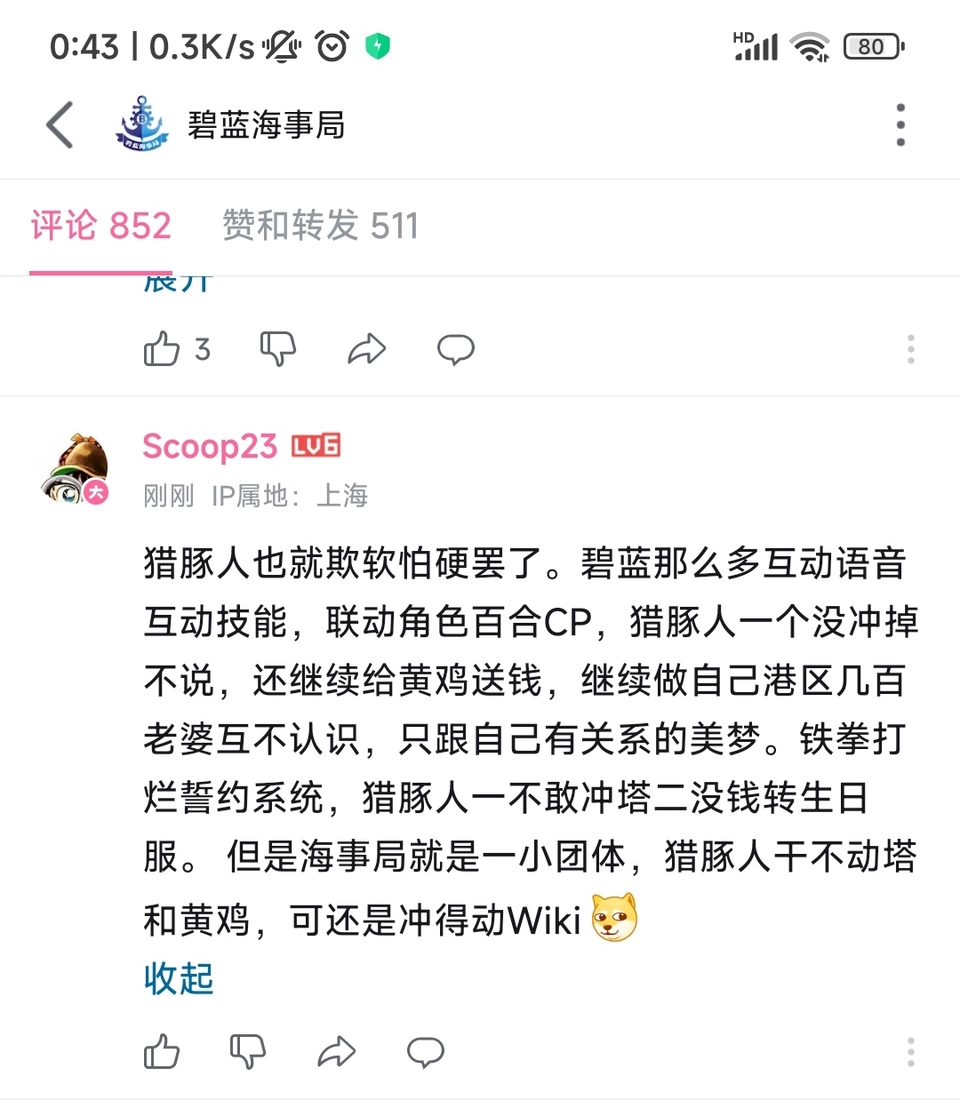 0:43 | 0.3K/s
HD
80
碧蓝海事局
评论 852
赞和转发 511
展开
3
Scoop23 LV6
大
刚刚 IP属地：上海
猎豚人也就欺软怕硬罢了。碧蓝那么多互动语音
互动技能，联动角色百合CP，猎豚人一个没冲掉
不说，还继续给黄鸡送钱，继续做自己港区几百
老婆互不认识，只跟自己有关系的美梦。铁拳打
烂誓约系统，猎豚人一不敢冲塔二没钱转生日
服。 但是海事局就是一小团体，猎豚人干不动塔
和黄鸡，可还是冲得动Wiki
收起